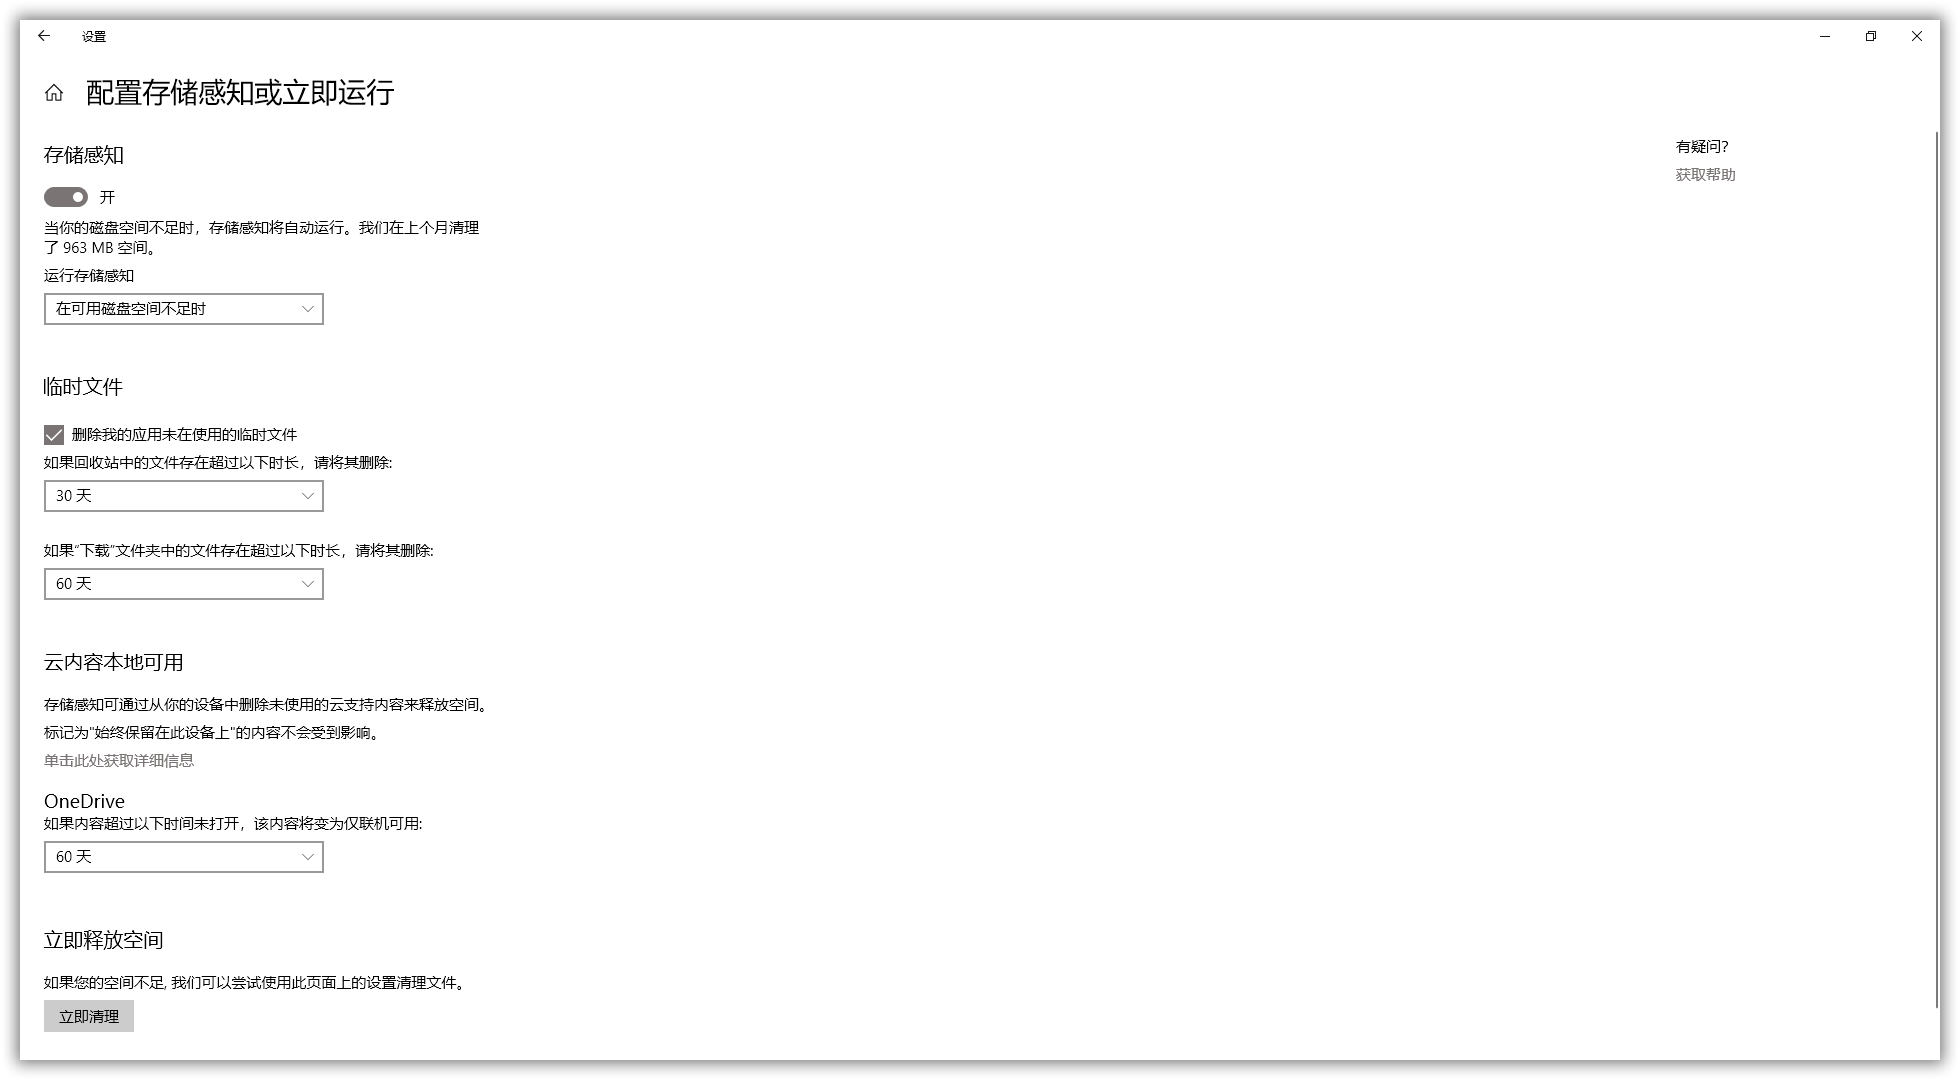 设置
配置存储感知或立即运行
存储感知
开
当你的磁盘空间不足时，存储感知将自动运行。我们在上个月清理
了 963 MB 空间。
运行存储感知
在可用磁盘空间不足时
临时文件
删除我的应用未在使用的临时文件
如果回收站中的文件存在超过以下时长，请将其删除:
30 天
如果“下载”文件夹中的文件存在超过以下时长，请将其删除:
60 天
云内容本地可用
存储感知可通过从你的设备中删除未使用的云支持内容来释放空间。
标记为"始终保留在此设备上"的内容不会受到影响。
单击此处获取详细信息
OneDrive
如果内容超过以下时间未打开，该内容将变为仅联机可用:
60 天
立即释放空间
如果您的空间不足, 我们可以尝试使用此页面上的设置清理文件。
立即清理
有疑问?
获取帮助